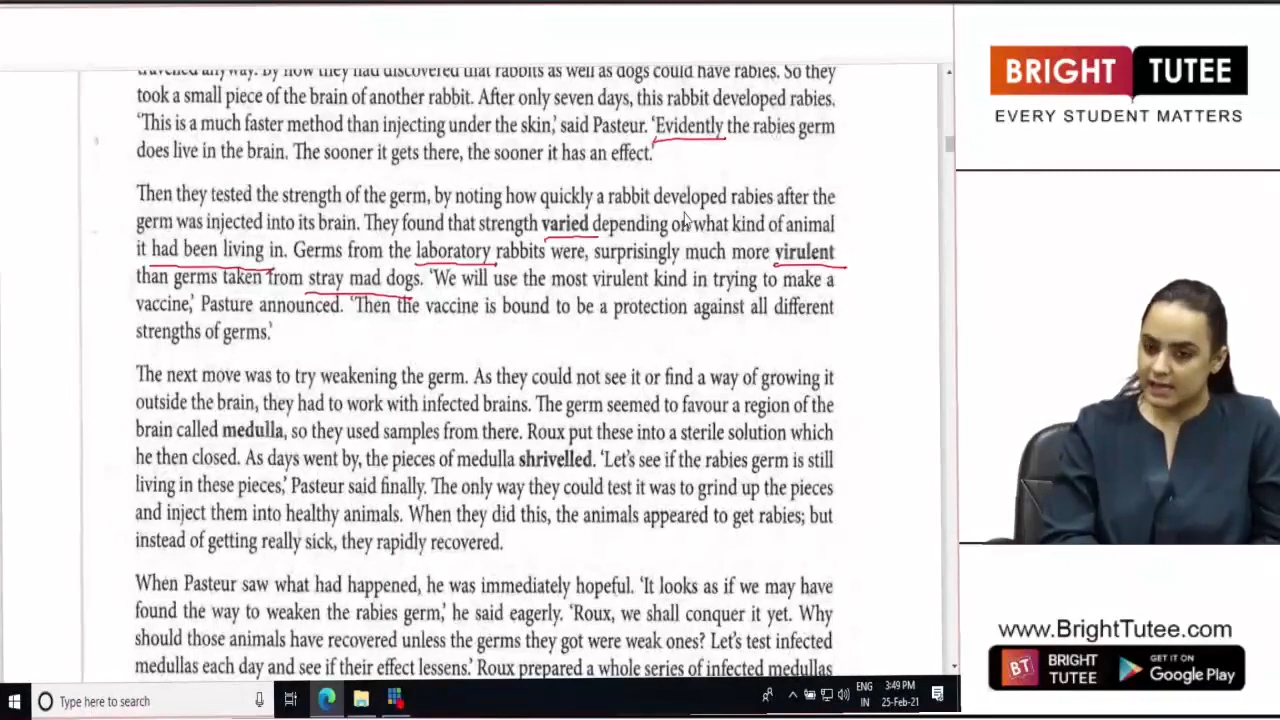 travelled anyway. By now they had discovered that rabbits as well as dogs could have rabies. So they
took a small piece of the brain of another rabbit. After only seven days, this rabbit developed rabies.
‘This is a much faster method than injecting under the skin,’ said Pasteur. ‘Evidently the rabies germ
does live in the brain. The sooner it gets there, the sooner it has an effect.’
Then they tested the strength of the germ, by noting how quickly a rabbit developed rabies after the
germ was injected into its brain. They found that strength varied depending on what kind of animal
it had been living in. Germs from the laboratory rabbits were, surprisingly much more virulent
than germs taken from stray mad dogs. ‘We will use the most virulent kind in trying to make a
vaccine,’ Pasture announced. ‘Then the vaccine is bound to be a protection against all different
strengths of germs.’
The next move was to try weakening the germ. As they could not see it or find a way of growing it
outside the brain, they had to work with infected brains. The germ seemed to favour a region of the
brain called medulla, so they used samples from there. Roux put these into a sterile solution which
he then closed. As days went by, the pieces of medulla shrivelled. ‘Let’s see if the rabies germ is still
living in these pieces,’ Pasteur said finally. The only way they could test it was to grind up the pieces
and inject them into healthy animals. When they did this, the animals appeared to get rabies; but
instead of getting really sick, they rapidly recovered.
When Pasteur saw what had happened, he was immediately hopeful. ‘It looks as if we may have
found the way to weaken the rabies germ,’ he said eagerly. ‘Roux, we shall conquer it yet. Why
should those animals have recovered unless the germs they got were weak ones? Let’s test infected
medullas each day and see if their effect lessens.’ Roux prepared a whole series of infected medullas
BRIGHT TUTEE
EVERY STUDENT MATTERS
www.BrightTutee.com
BT BRIGHT TUTEE
GET IT ON Google Play
Type here to search
ENG
IN
3:49 PM
25-Feb-21